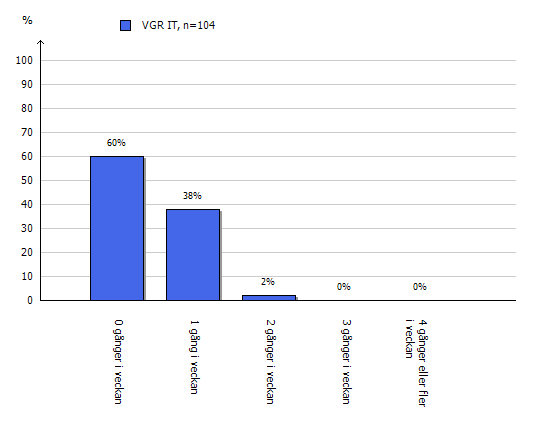 %
VGR IT, n=104
100
90
80
70
60
50
40
30
20
10
0
60%
38%
2%
0%
0%
0 gånger i veckan
1 gång i veckan
2 gånger i veckan
3 gånger i veckan
4 gånger eller fler
i veckan